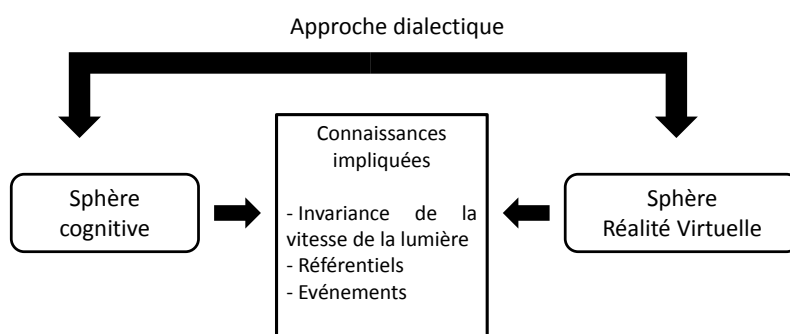 Approche dialectique
Sphère
cognitive
Connaissances
impliquées
- Invariance de la
vitesse de la lumière
- Référentiels
- Evénements
Sphère
Réalité Virtuelle